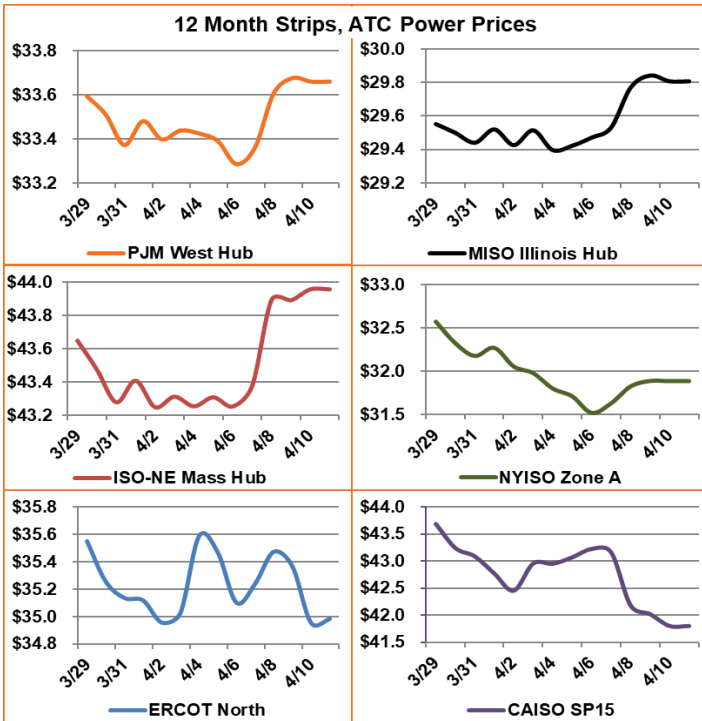 12 Month Strips, ATC Power Prices
$33.8
$33.6
$33.4
$33.2
3/29 3/31 4/2 4/4 4/6 4/8 4/10
PJM West Hub
$30.0
$29.8
$29.6
$29.4
$29.2
3/29 3/31 4/2 4/4 4/6 4/8 4/10
MISO Illinois Hub
$44.0
$43.8
$43.6
$43.4
$43.2
3/29 3/31 4/2 4/4 4/6 4/8 4/10
ISO-NE Mass Hub
$33.0
$32.5
$32.0
$31.5
3/29 3/31 4/2 4/4 4/6 4/8 4/10
NYISO Zone A
$35.8
$35.6
$35.4
$35.2
$35.0
$34.8
3/29 3/31 4/2 4/4 4/6 4/8 4/10
ERCOT North
$44.0
$43.5
$43.0
$42.5
$42.0
$41.5
3/29 3/31 4/2 4/4 4/6 4/8 4/10
CAISO SP15